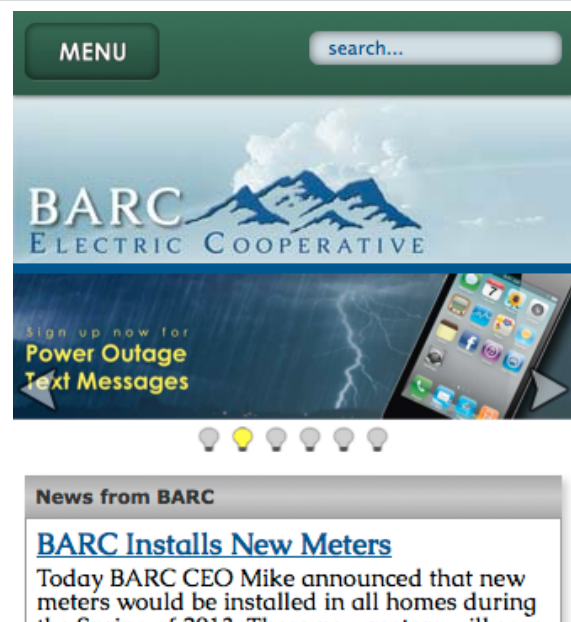 MENU
search...
BARC
ELECTRIC COOPERATIVE
Sign up now for
Power Outage
Text Messages
7
News from BARC
BARC Installs New Meters
Today BARC CEO Mike announced that new
meters would be installed in all homes during